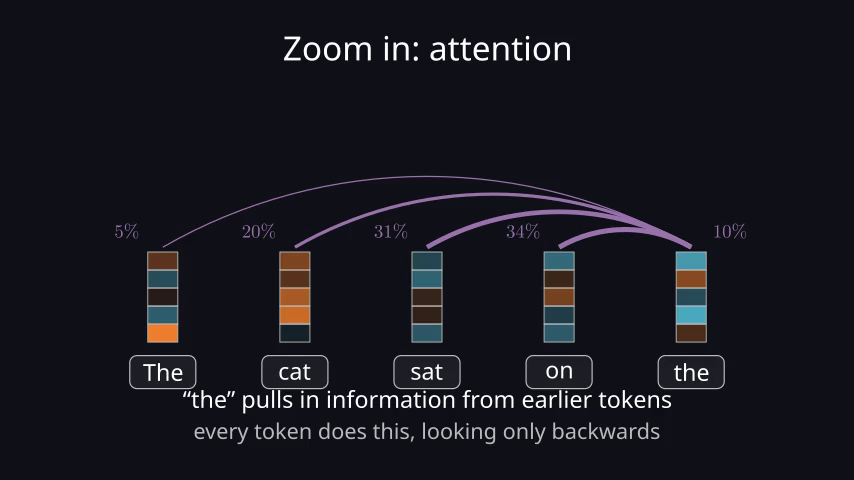 Zoom in: attention
5% 20% 31% 34% 10%
The cat sat on the
“the” pulls in information from earlier tokens
every token does this, looking only backwards